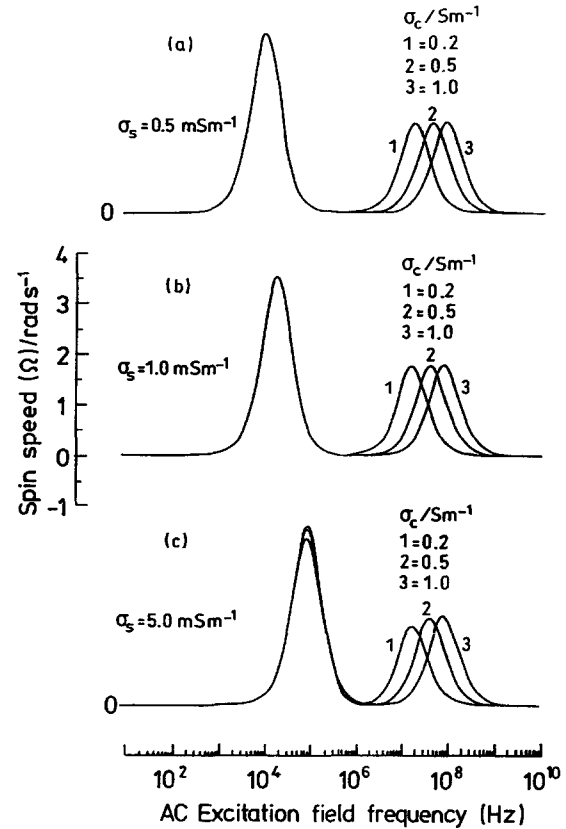 (a)
σc/Sm⁻¹
1 = 0.2
2 = 0.5
3 = 1.0
σs = 0.5 mSm⁻¹
1
2
3
0
Spin speed (Ω)/rad s⁻¹
4
3
2
1
0
-1
(b)
σc/Sm⁻¹
1 = 0.2
2 = 0.5
3 = 1.0
σs = 1.0 mSm⁻¹
1
2
3
(c)
σc/Sm⁻¹
1 = 0.2
2 = 0.5
3 = 1.0
σs = 5.0 mSm⁻¹
1
2
3
0
10² 10⁴ 10⁶ 10⁸ 10¹⁰
AC Excitation field frequency (Hz)